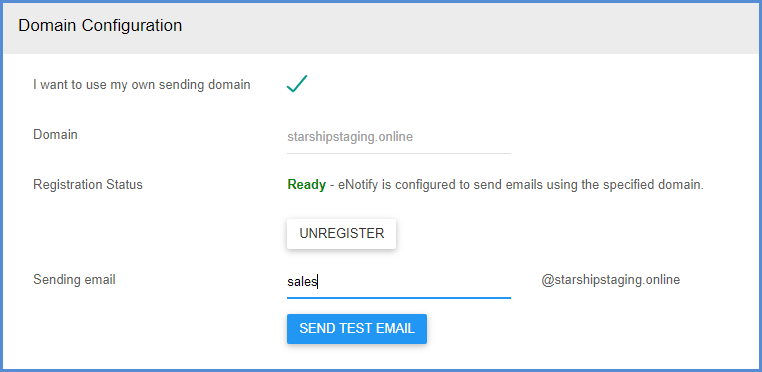 Domain Configuration
I want to use my own sending domain
Domain starshipstaging.online
Registration Status Ready - eNotify is configured to send emails using the specified domain.
UNREGISTER
Sending email sales @starshipstaging.online
SEND TEST EMAIL